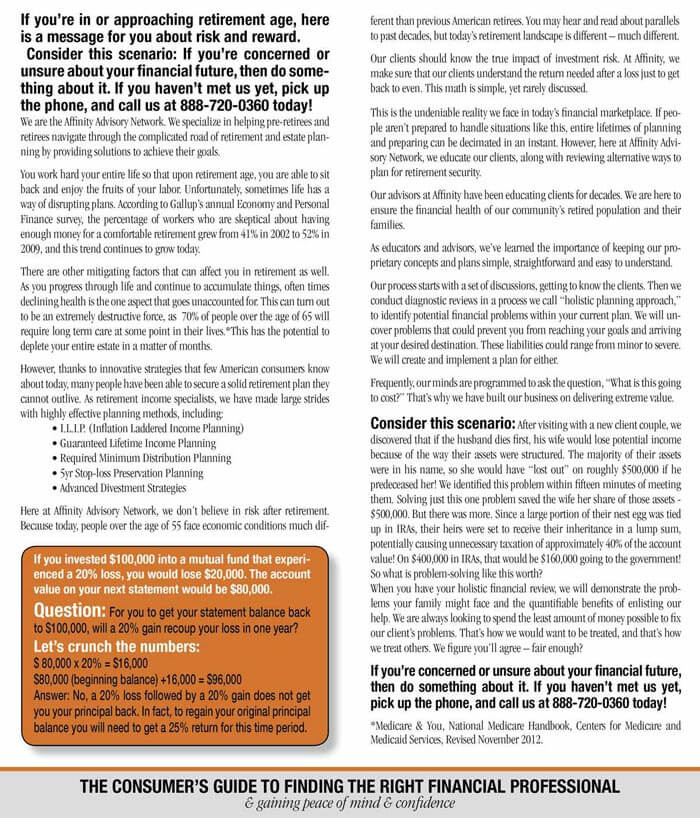 If you're in or approaching retirement age, here
is a message for you about risk and reward.
Consider this scenario: If you're concerned or
unsure about your financial future, then do some-
thing about it. If you haven't met us yet, pick up
the phone, and call us at 888-720-0360 today!
We are the Affinity Advisory Network. We specialize in helping pre-retirees and
retirees navigate through the complicated road of retirement and estate plan-
ning by providing solutions to achieve their goals.
You work hard your entire life so that upon retirement age, you are able to sit
back and enjoy the fruits of your labor. Unfortunately, sometimes life has a
way of disrupting plans. According to Gallup's annual Economy and Personal
Finance survey, the percentage of workers who are skeptical about having
enough money for a comfortable retirement grew from 41% in 2002 to 52% in
2009, and this trend continues to grow today.
There are other mitigating factors that can affect you in retirement as well.
As you progress through life and continue to accumulate things, often times
declining health is the one aspect that goes unaccounted for. This can turn out
to be an extremely destructive force, as 70% of people over the age of 65 will
require long term care at some point in their lives.*This has the potential to
deplete your entire estate in a matter of months.
However, thanks to innovative strategies that few American consumers know
about today, many people have been able to secure a solid retirement plan they
cannot outlive. As retirement income specialists, we have made large strides
with highly effective planning methods, including:
• I.L.I.P. (Inflation Laddered Income Planning)
• Guaranteed Lifetime Income Planning
• Required Minimum Distribution Planning
• 5yr Stop-loss Preservation Planning
• Advanced Divestment Strategies
Here at Affinity Advisory Network, we don't believe in risk after retirement.
Because today, people over the age of 55 face economic conditions much dif-
If you invested $100,000 into a mutual fund that experi-
enced a 20% loss, you would lose $20,000. The account
value on your next statement would be $80,000.
Question: For you to get your statement balance back
to $100,000, will a 20% gain recoup your loss in one year?
Let's crunch the numbers:
$ 80,000 x 20% = $16,000
$80,000 (beginning balance) +16,000 = $96,000
Answer: No, a 20% loss followed by a 20% gain does not get
you your principal back. In fact, to regain your original principal
balance you will need to get a 25% return for this time period.
ferent than previous American retirees. You may hear and read about parallels
to past decades, but today's retirement landscape is different – much different.
Our clients should know the true impact of investment risk. At Affinity, we
make sure that our clients understand the return needed after a loss just to get
back to even. This math is simple, yet rarely discussed.
This is the undeniable reality we face in today's financial marketplace. If peo-
ple aren't prepared to handle situations like this, entire lifetimes of planning
and preparing can be decimated in an instant. However, here at Affinity Advi-
sory Network, we educate our clients, along with reviewing alternative ways to
plan for retirement security.
Our advisors at Affinity have been educating clients for decades. We are here to
ensure the financial health of our community's retired population and their
families.
As educators and advisors, we've learned the importance of keeping our pro-
prietary concepts and plans simple, straightforward and easy to understand.
Our process starts with a set of discussions, getting to know the clients. Then we
conduct diagnostic reviews in a process we call "holistic planning approach,"
to identify potential financial problems within your current plan. We will un-
cover problems that could prevent you from reaching your goals and arriving
at your desired destination. These liabilities could range from minor to severe.
We will create and implement a plan for either.
Frequently, our minds are programmed to ask the question, "What is this going
to cost?" That's why we have built our business on delivering extreme value.
Consider this scenario: After visiting with a new client couple, we
discovered that if the husband dies first, his wife would lose potential income
because of the way their assets were structured. The majority of their assets
were in his name, so she would have "lost out" on roughly $500,000 if he
predeceased her! We identified this problem within fifteen minutes of meeting
them. Solving just this one problem saved the wife her share of those assets -
$500,000. But there was more. Since a large portion of their nest egg was tied
up in IRAs, their heirs were set to receive their inheritance in a lump sum,
potentially causing unnecessary taxation of approximately 40% of the account
value! On $400,000 in IRAs, that would be $160,000 going to the government!
So what is problem-solving like this worth?
When you have your holistic financial review, we will demonstrate the prob-
lems your family might face and the quantifiable benefits of enlisting our
help. We are always looking to spend the least amount of money possible to fix
our client's problems. That's how we would want to be treated, and that's how
we treat others. We figure you'll agree – fair enough?
If you're concerned or unsure about your financial future,
then do something about it. If you haven't met us yet,
pick up the phone, and call us at 888-720-0360 today!
*Medicare & You, National Medicare Handbook, Centers for Medicare and
Medicaid Services, Revised November 2012.
THE CONSUMER'S GUIDE TO FINDING THE RIGHT FINANCIAL PROFESSIONAL
& gaining peace of mind & confidence